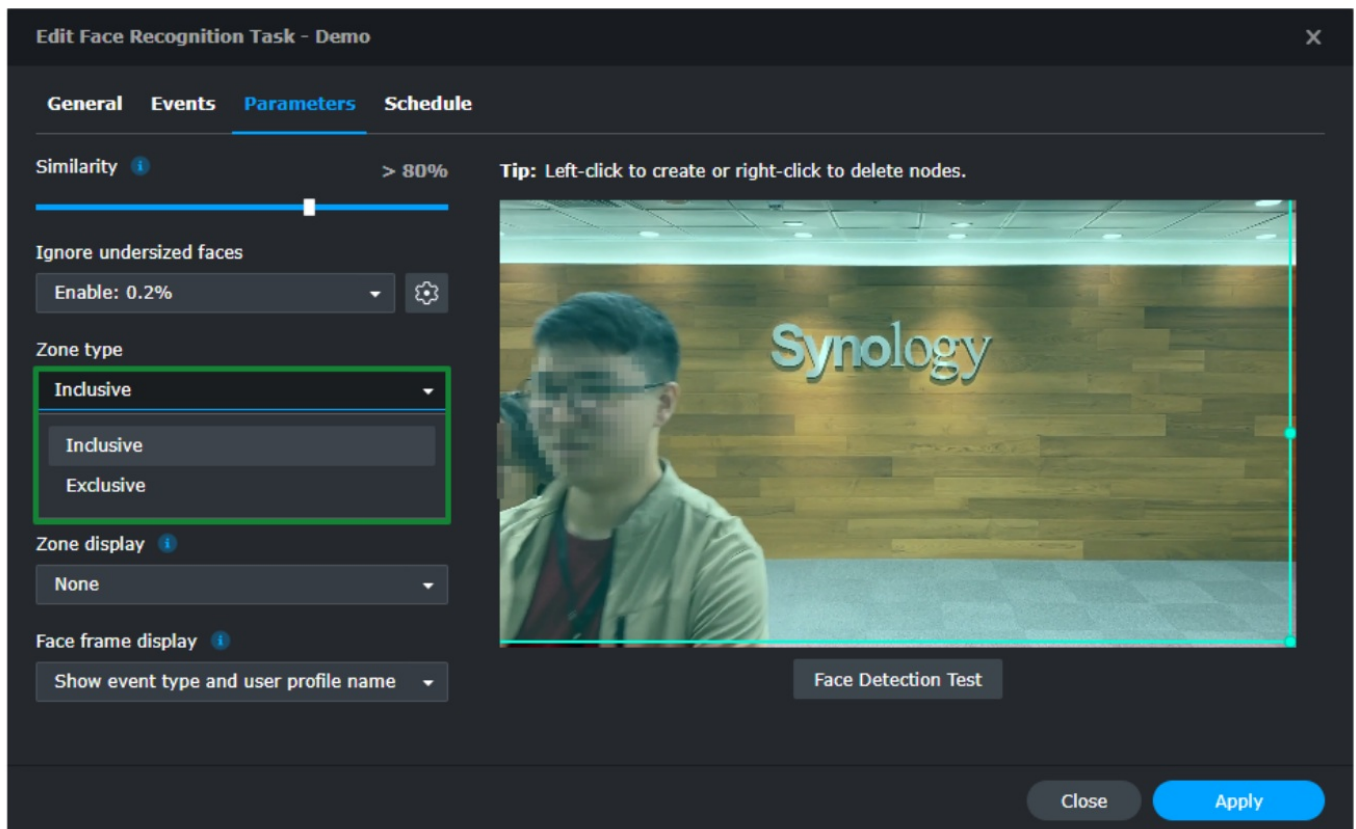 Edit Face Recognition Task - Demo
General Events Parameters Schedule
Similarity
> 80%
Ignore undersized faces
Enable: 0.2%
Zone type
Inclusive
Inclusive
Exclusive
Zone display
None
Face frame display
Show event type and user profile name
Tip: Left-click to create or right-click to delete nodes.
Synology
Face Detection Test
Close
Apply